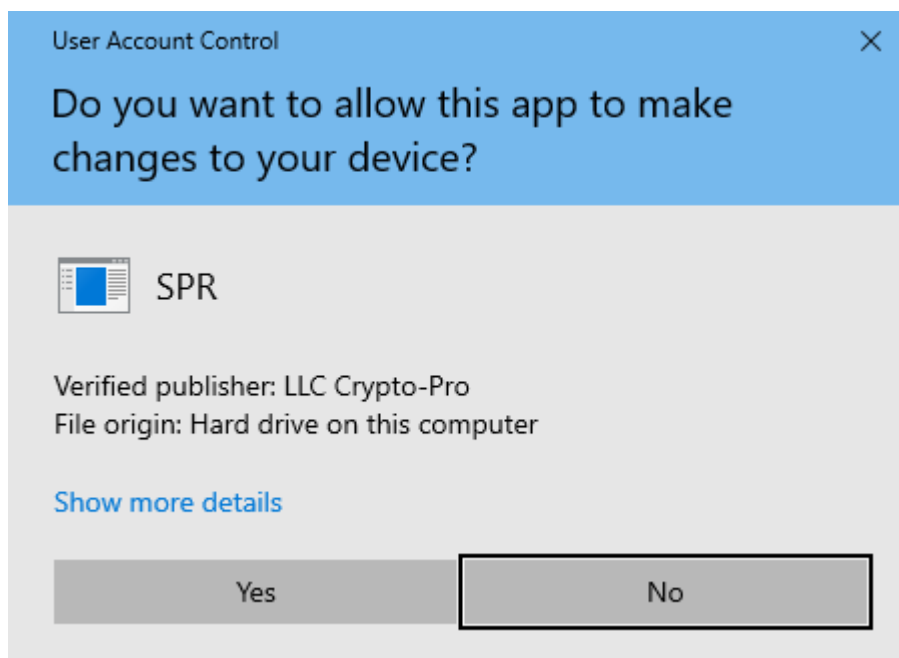 User Account Control
Do you want to allow this app to make
changes to your device?
SPR
Verified publisher: LLC Crypto-Pro
File origin: Hard drive on this computer
Show more details
Yes
No